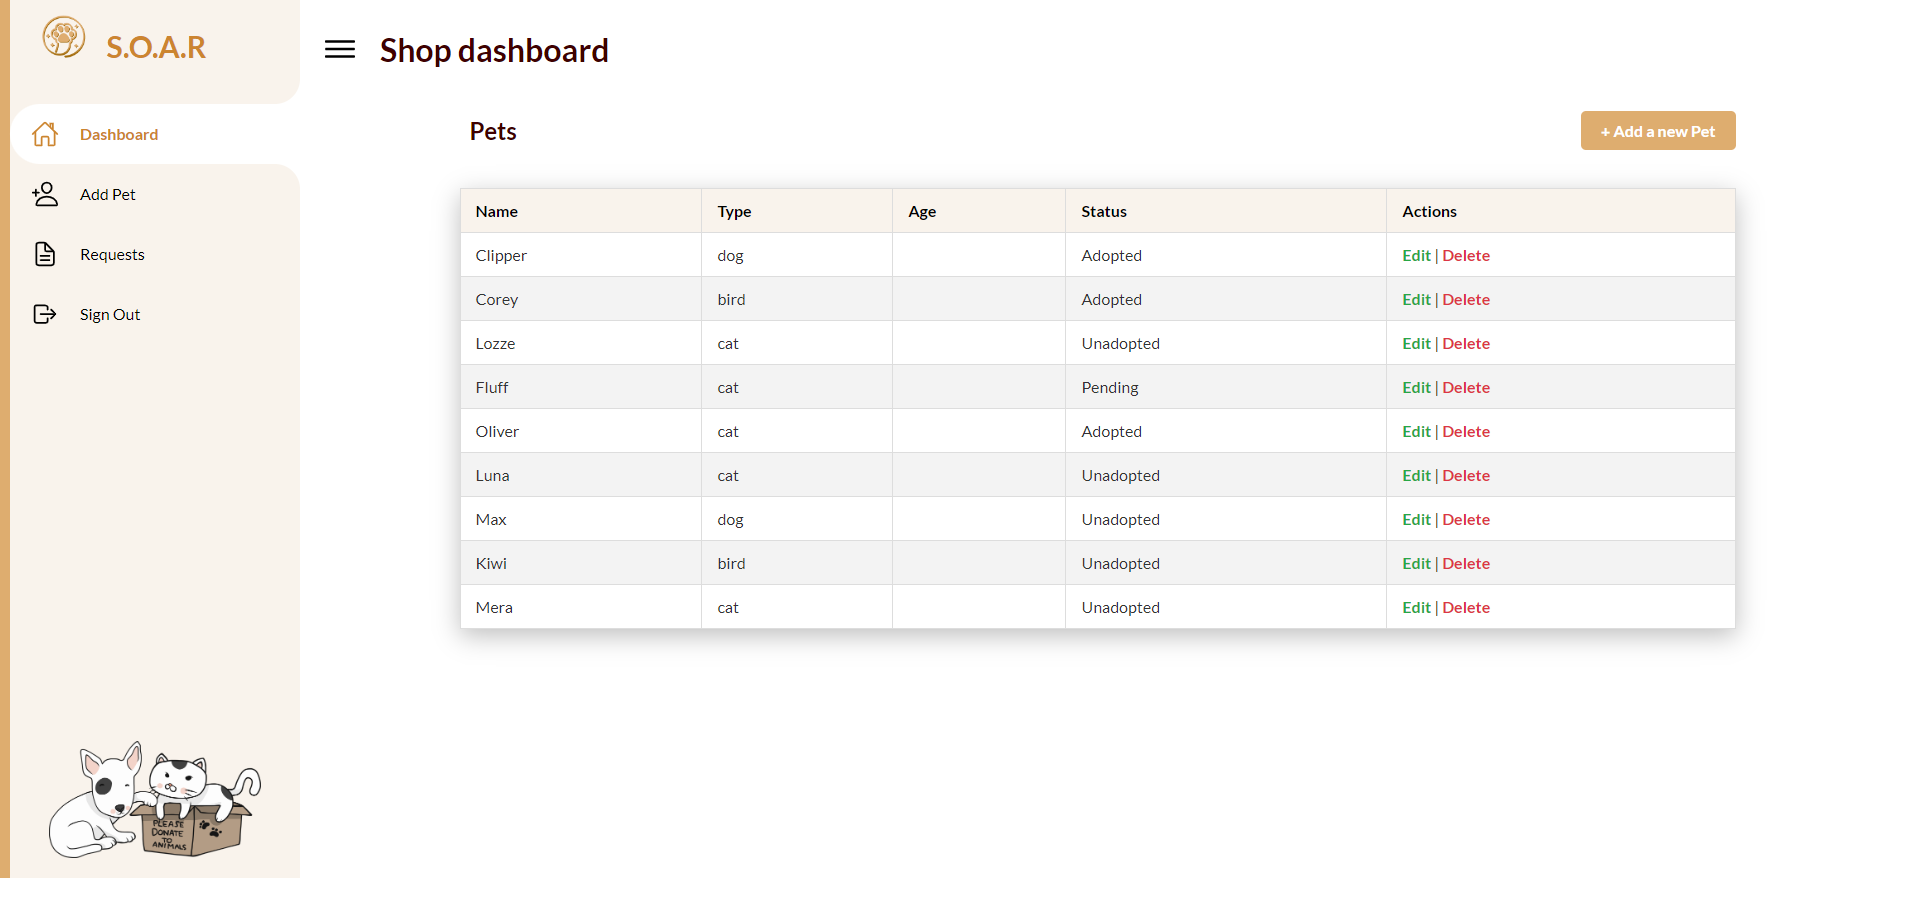 S.O.A.R
Shop dashboard
Dashboard
Add Pet
Requests
Sign Out
Pets
+ Add a new Pet
Name Type Age Status Actions
Clipper dog Adopted Edit | Delete
Corey bird Adopted Edit | Delete
Lozze cat Unadopted Edit | Delete
Fluff cat Pending Edit | Delete
Oliver cat Adopted Edit | Delete
Luna cat Unadopted Edit | Delete
Max dog Unadopted Edit | Delete
Kiwi bird Unadopted Edit | Delete
Mera cat Unadopted Edit | Delete
PLEASE
DONATE
TO
ANIMALS